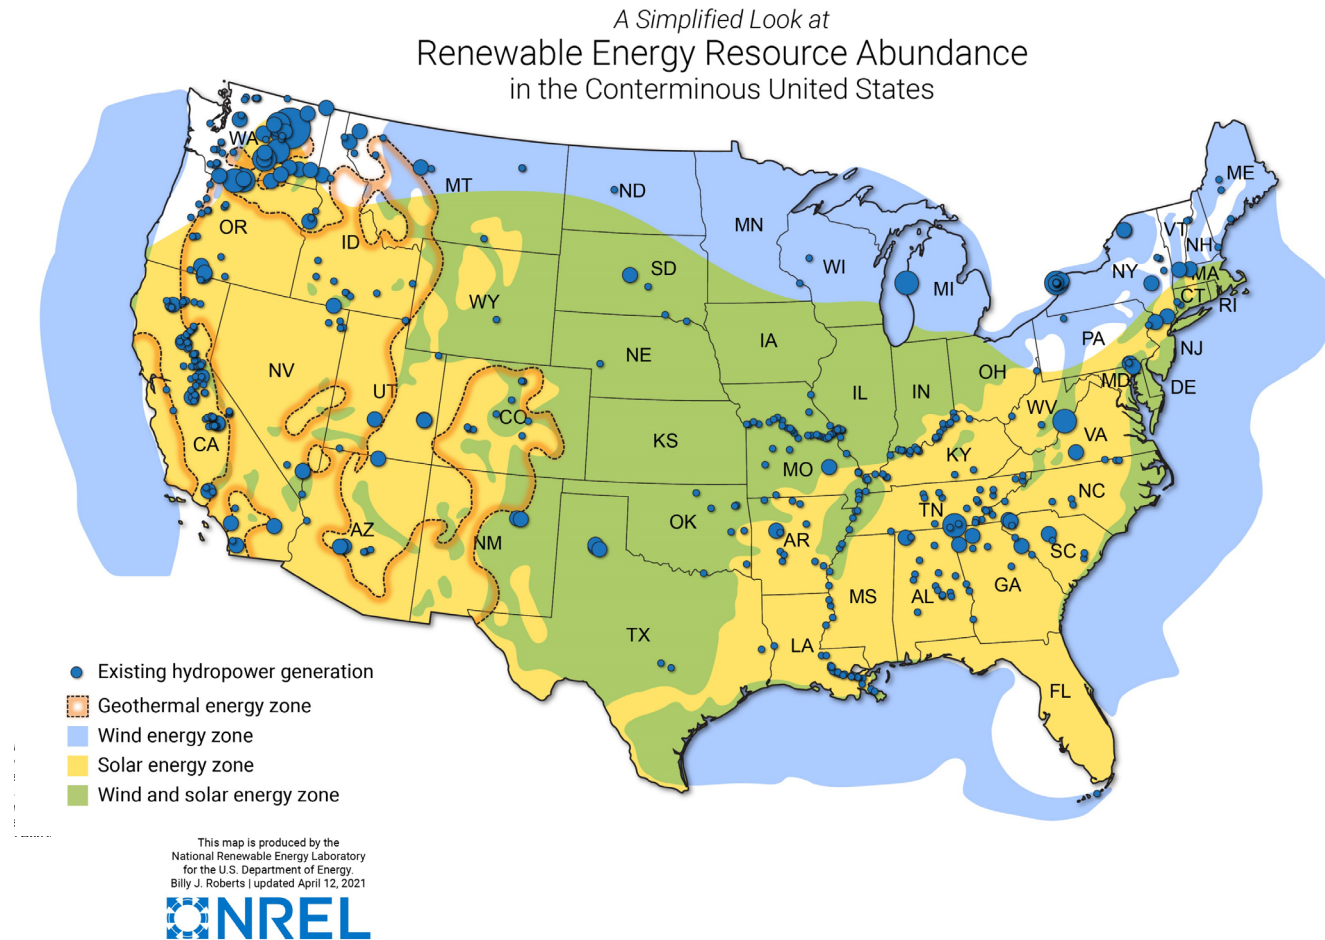 A Simplified Look at
Renewable Energy Resource Abundance
in the Conterminous United States
WA
MT
ND
MN
ME
OR
ID
SD
WI
MI
NY
VT
NH
MA
CT
RI
WY
NE
IA
PA
NJ
NV
UT
CO
KS
IL
IN
OH
MD
DE
CA
MO
KY
WV
VA
AZ
NM
OK
AR
TN
NC
SC
TX
LA
MS
AL
GA
FL
Existing hydropower generation
Geothermal energy zone
Wind energy zone
Solar energy zone
Wind and solar energy zone
This map is produced by the
National Renewable Energy Laboratory
for the U.S. Department of Energy.
Billy J. Roberts | updated April 12, 2021
NREL